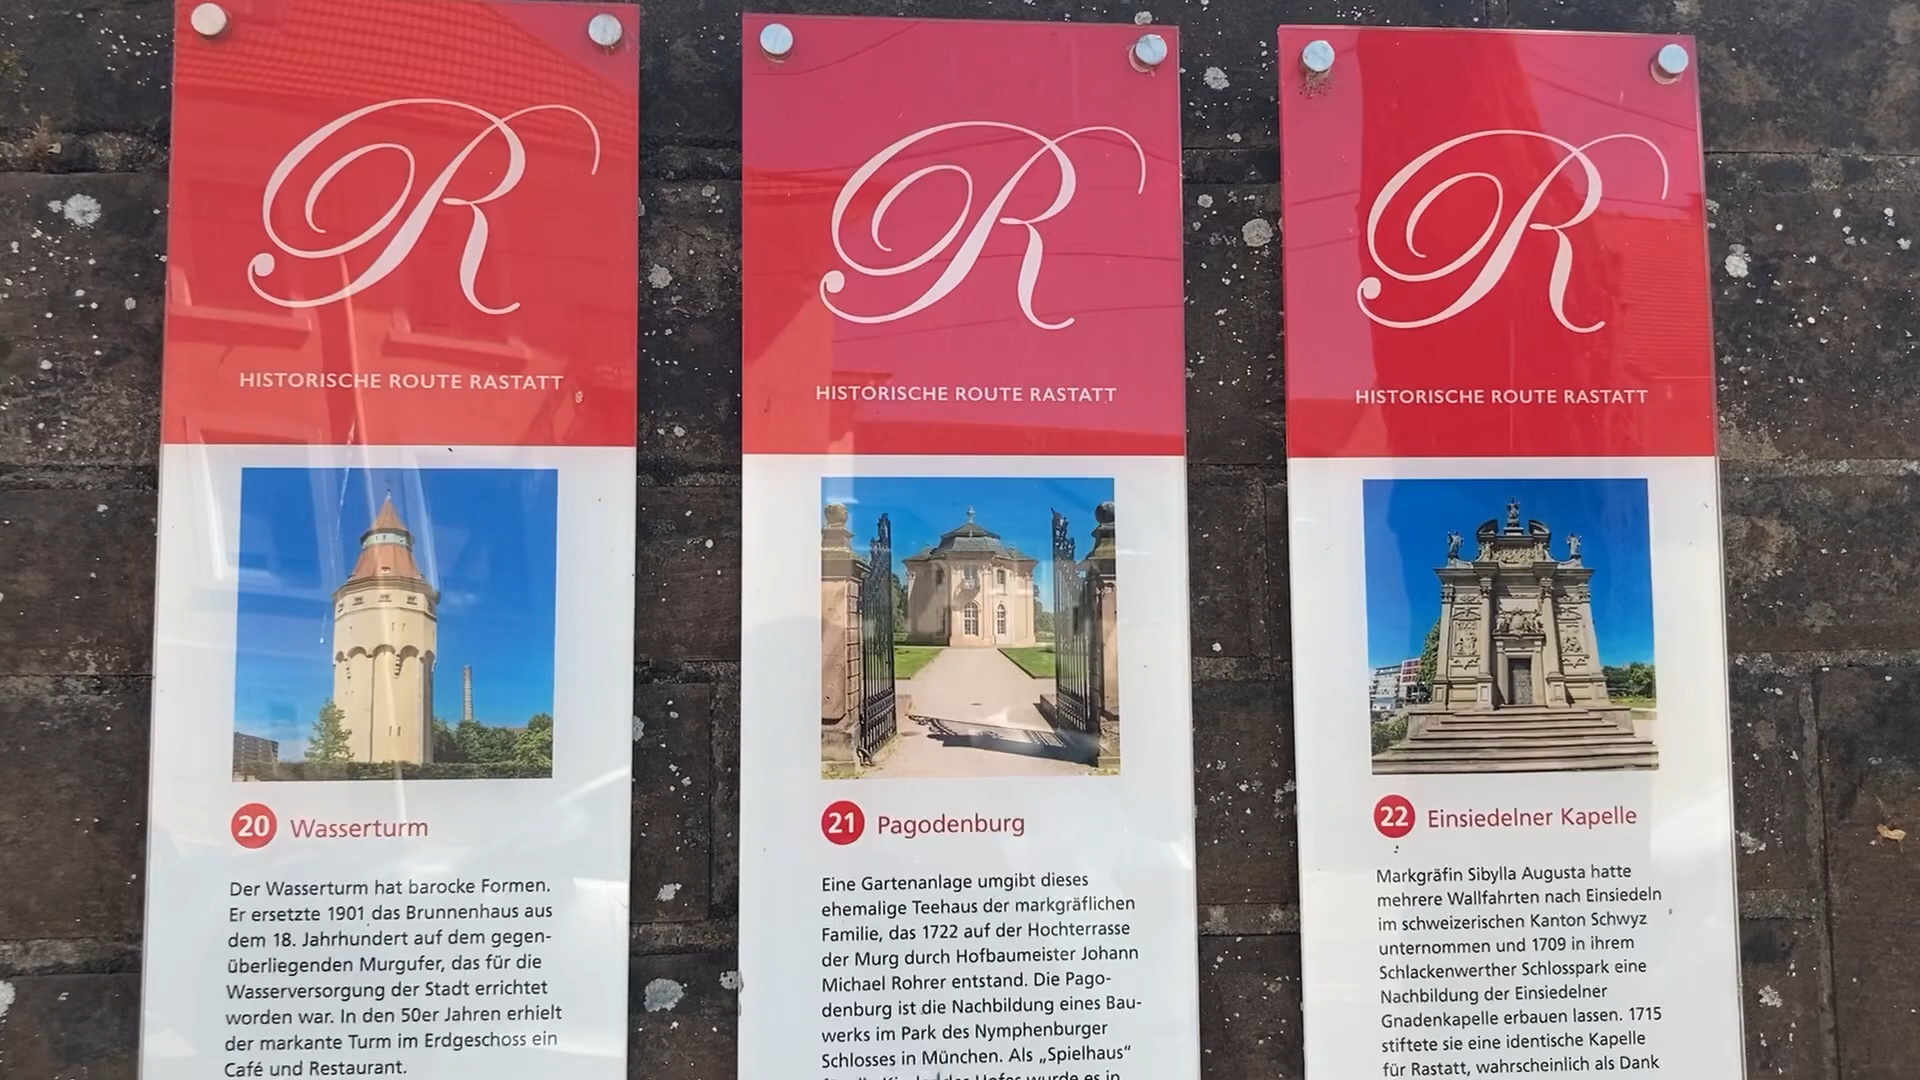 R
HISTORISCHE ROUTE RASTATT
20 Wasserturm
Der Wasserturm hat barocke Formen.
Er ersetzte 1901 das Brunnenhaus aus
dem 18. Jahrhundert auf dem gegen-
überliegenden Murgufer, das für die
Wasserversorgung der Stadt errichtet
worden war. In den 50er Jahren erhielt
der markante Turm im Erdgeschoss ein
Café und Restaurant.
R
HISTORISCHE ROUTE RASTATT
21 Pagodenburg
Eine Gartenanlage umgibt dieses
ehemalige Teehaus der markgräflichen
Familie, das 1722 auf der Hochterrasse
der Murg durch Hofbaumeister Johann
Michael Rohrer entstand. Die Pago-
denburg ist die Nachbildung eines Bau-
werks im Park des Nymphenburger
Schlosses in München. Als „Spielhaus“
des Hofes wurde es in
R
HISTORISCHE ROUTE RASTATT
22 Einsiedelner Kapelle
Markgräfin Sibylla Augusta hatte
mehrere Wallfahrten nach Einsiedeln
im schweizerischen Kanton Schwyz
unternommen und 1709 in ihrem
Schlackenwerther Schlosspark eine
Nachbildung der Einsiedelner
Gnadenkapelle erbauen lassen. 1715
stiftete sie eine identische Kapelle
für Rastatt, wahrscheinlich als Dank